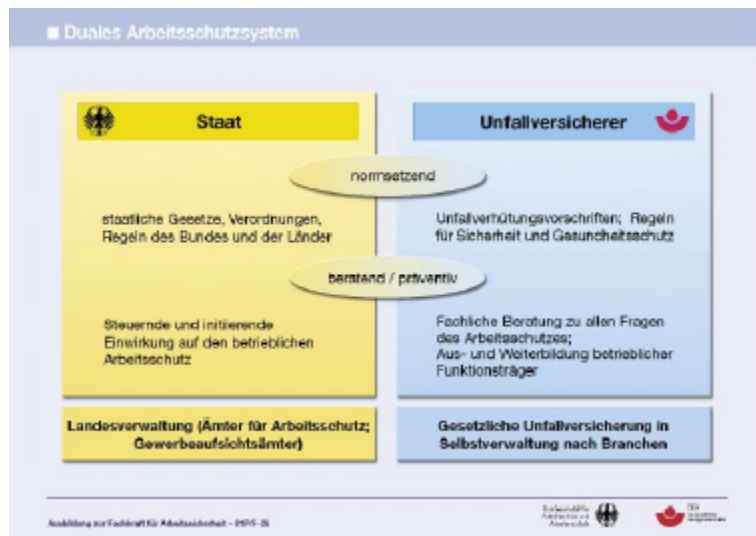 Duales Arbeitsschutzsystem
Staat
Unfallversicherer
normsetzend
staatliche Gesetze, Verordnungen,
Regeln des Bundes und der Länder
Unfallverhütungsvorschriften; Regeln
für Sicherheit und Gesundheitsschutz
beratend / präventiv
Steuernde und initiierende
Einwirkung auf den betrieblichen
Arbeitsschutz
Fachliche Beratung zu allen Fragen
des Arbeitsschutzes;
Aus- und Weiterbildung betrieblicher
Funktionsträger
Landesverwaltung (Ämter für Arbeitsschutz;
Gewerbeaufsichtsämter)
Gesetzliche Unfallversicherung in
Selbstverwaltung nach Branchen
Ausbildung zur Fachkraft für Arbeitssicherheit –